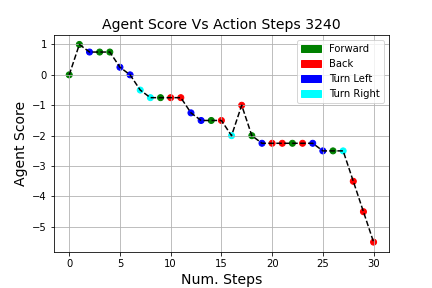 Agent Score Vs Action Steps 3240
Agent Score
1
0
−1
−2
−3
−4
−5
Forward
Back
Turn Left
Turn Right
0
5
10
15
20
25
30
Num. Steps